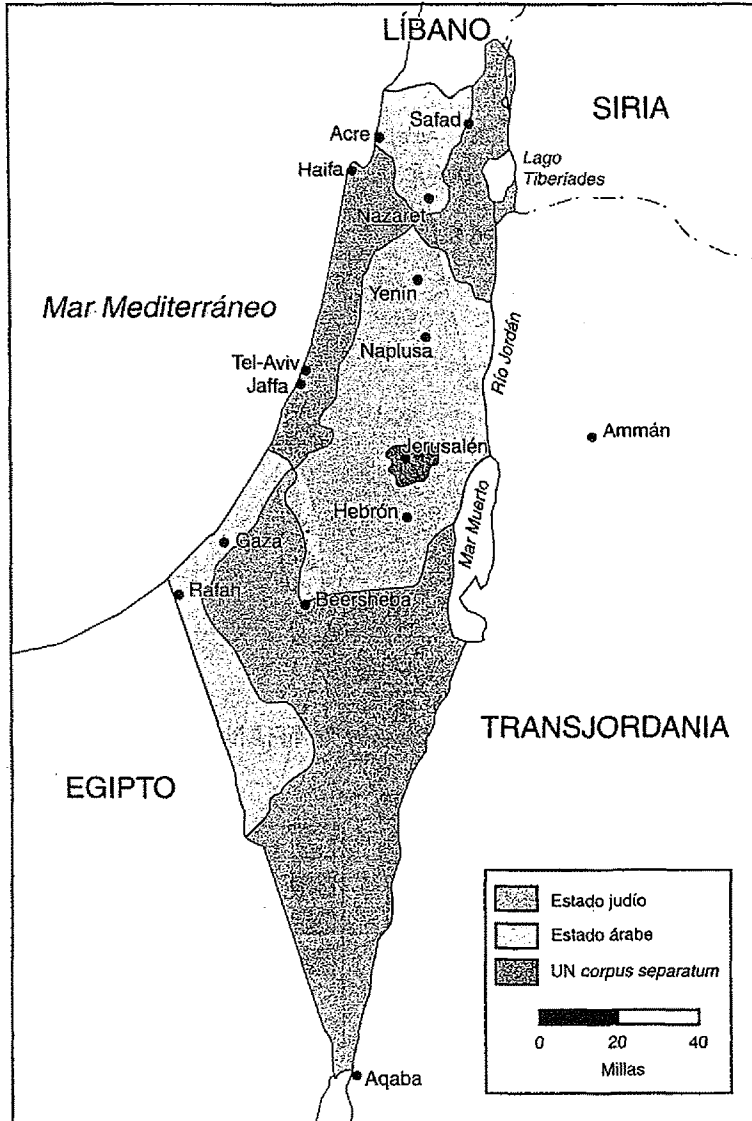 LÍBANO
SIRIA
Safad
Acre
Haifa
Lago
Tiberíades
Nazaret
Yenín
Mar Mediterráneo
Naplusa
Río Jordán
Tel-Aviv
Jaffa
Ammán
Jerusalén
Hebrón
Mar Muerto
Gaza
Rafah
Beersheba
TRANSJORDANIA
EGIPTO
Estado judío
Estado árabe
UN corpus separatum
0 20 40
Millas
Aqaba